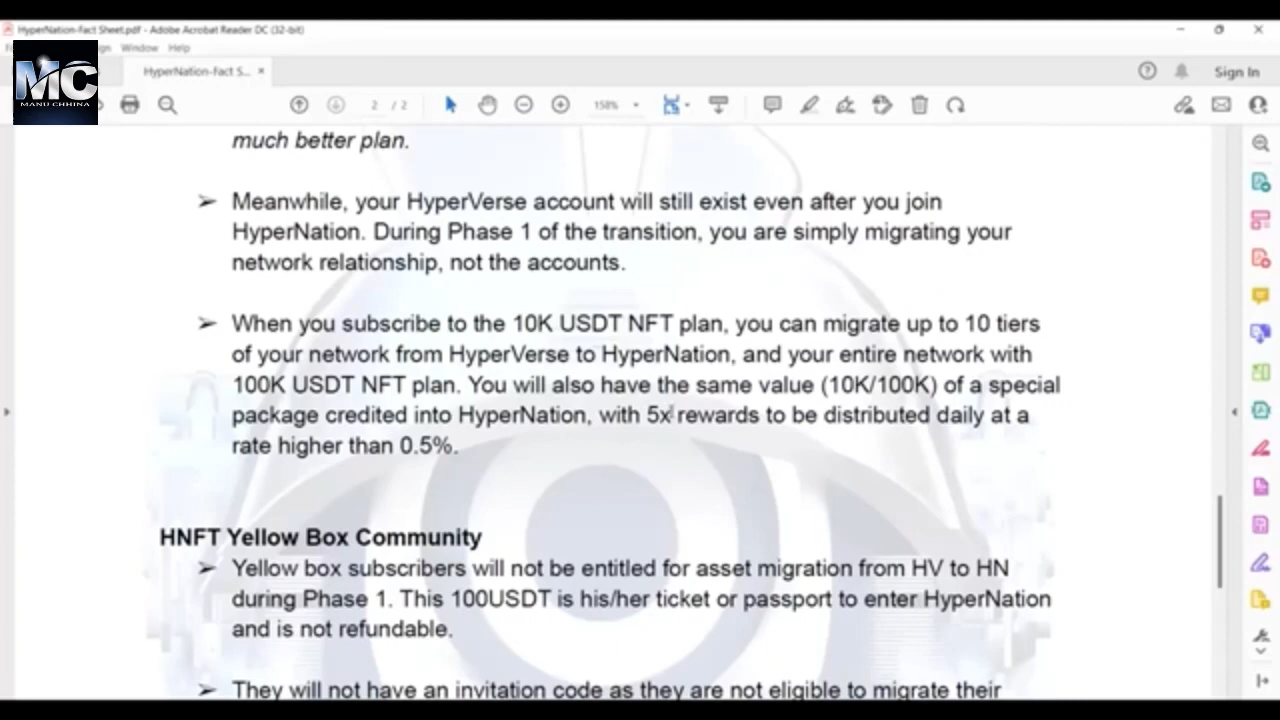 HyperNation-Fact Sheet.pdf - Adobe Acrobat Reader DC (32-bit)
Window Help
MC
MANU CHHINA
HyperNation-Fact S... ×
Sign In
2 / 2
158%
much better plan.
➢ Meanwhile, your HyperVerse account will still exist even after you join
HyperNation. During Phase 1 of the transition, you are simply migrating your
network relationship, not the accounts.
➢ When you subscribe to the 10K USDT NFT plan, you can migrate up to 10 tiers
of your network from HyperVerse to HyperNation, and your entire network with
100K USDT NFT plan. You will also have the same value (10K/100K) of a special
package credited into HyperNation, with 5x rewards to be distributed daily at a
rate higher than 0.5%.
HNFT Yellow Box Community
➢ Yellow box subscribers will not be entitled for asset migration from HV to HN
during Phase 1. This 100USDT is his/her ticket or passport to enter HyperNation
and is not refundable.
➢ They will not have an invitation code as they are not eligible to migrate their